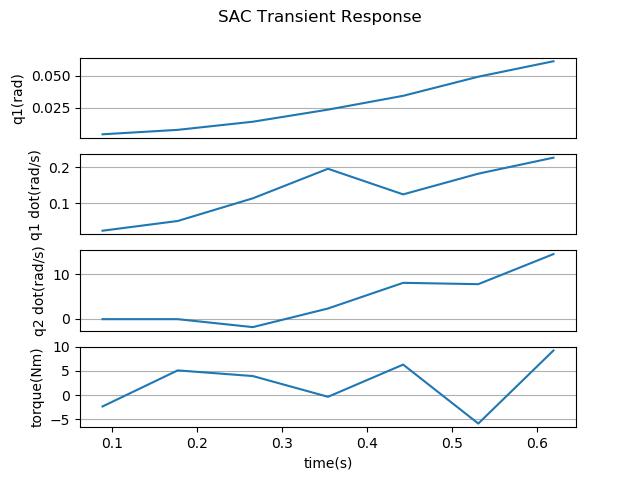 SAC Transient Response
0.050
0.025
q1(rad)
0.2
0.1
q1 dot(rad/s)
10
0
q2 dot(rad/s)
10
5
0
−5
torque(Nm)
0.1 0.2 0.3 0.4 0.5 0.6
time(s)